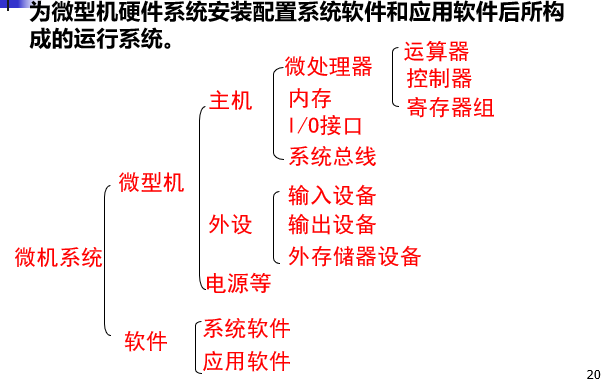 为微型机硬件系统安装配置系统软件和应用软件后所构
成的运行系统。
微机系统
微型机
主机
微处理器
运算器
控制器
寄存器组
内存
I/O接口
系统总线
外设
输入设备
输出设备
外存储器设备
电源等
软件
系统软件
应用软件
20